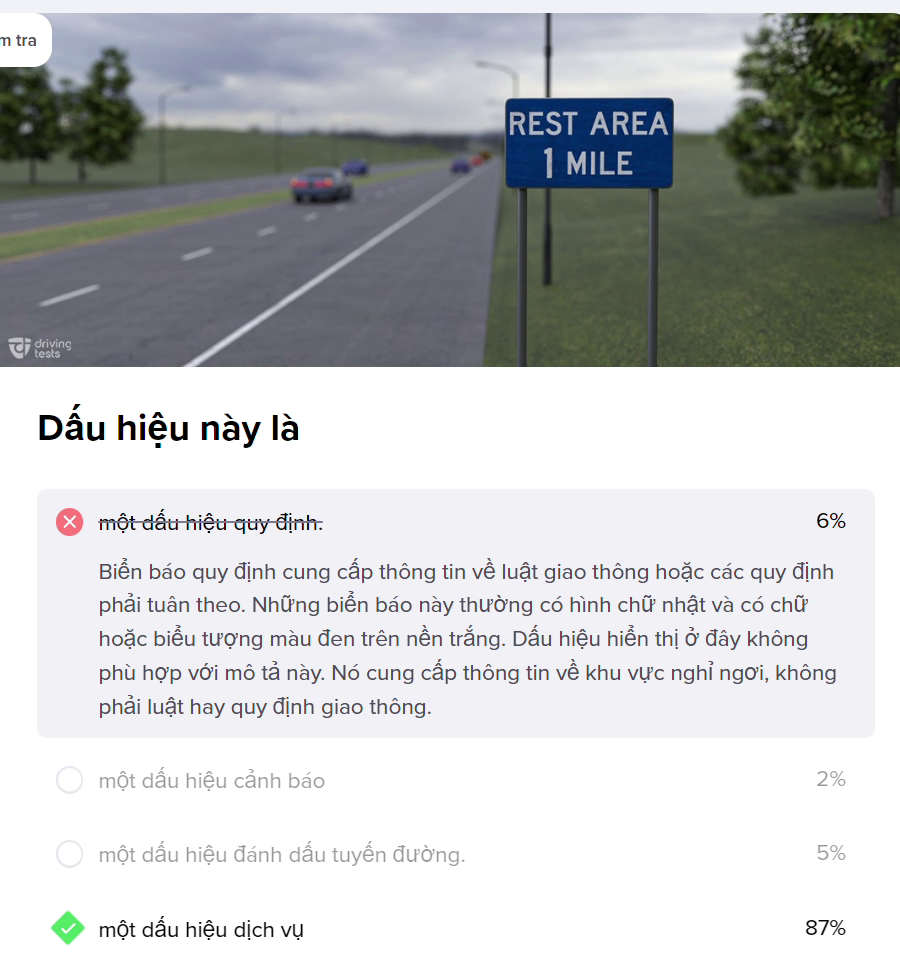 m tra
REST AREA
1 MILE
driving
tests
Dấu hiệu này là
một dấu hiệu quy định.
6%
Biển báo quy định cung cấp thông tin về luật giao thông hoặc các quy định
phải tuân theo. Những biển báo này thường có hình chữ nhật và có chữ
hoặc biểu tượng màu đen trên nền trắng. Dấu hiệu hiển thị ở đây không
phù hợp với mô tả này. Nó cung cấp thông tin về khu vực nghỉ ngơi, không
phải luật hay quy định giao thông.
một dấu hiệu cảnh báo
2%
một dấu hiệu đánh dấu tuyến đường.
5%
một dấu hiệu dịch vụ
87%